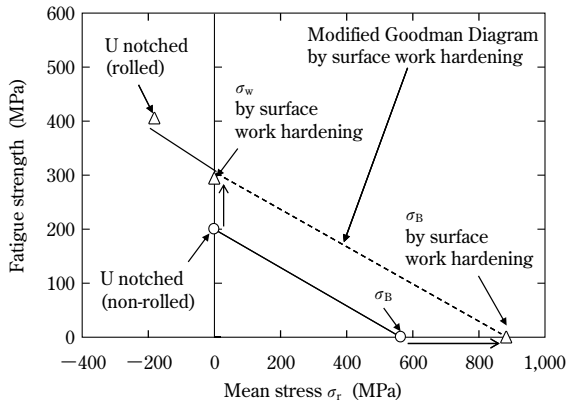 600
500
400
300
200
100
0
Fatigue strength (MPa)
U notched
(rolled)
σw
by surface
work hardening
Modified Goodman Diagram
by surface work hardening
σB
by surface
work hardening
U notched
(non-rolled)
σB
−400
−200
0
200
400
600
800
1,000
Mean stress σr (MPa)